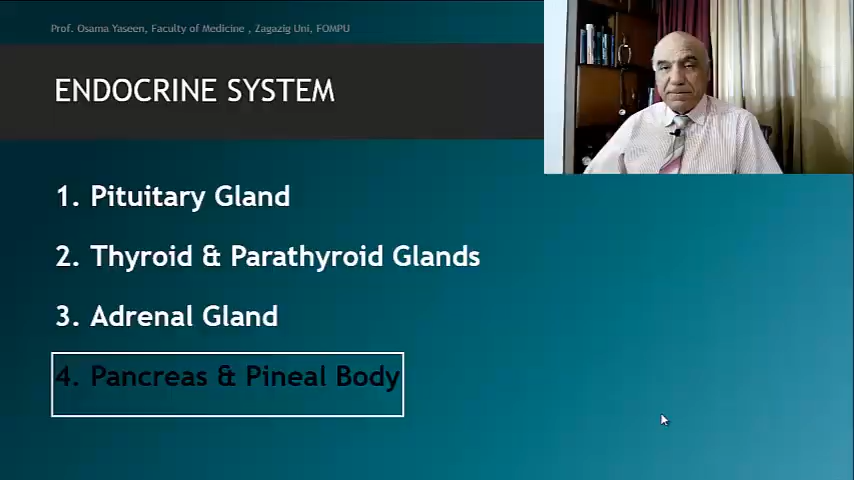 Prof. Osama Yaseen, Faculty of Medicine , Zagazig Uni, FOMPU
ENDOCRINE SYSTEM
1. Pituitary Gland
2. Thyroid & Parathyroid Glands
3. Adrenal Gland
4. Pancreas & Pineal Body